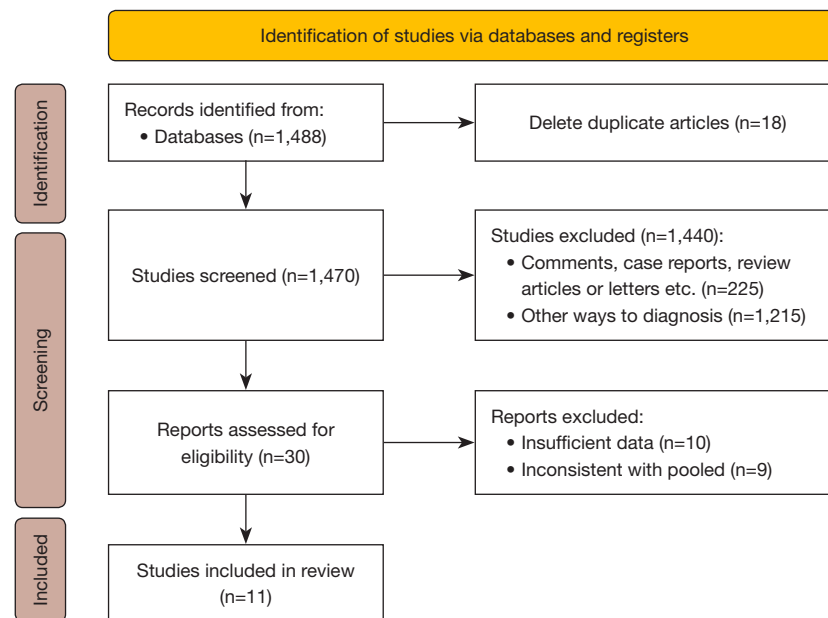 Identification of studies via databases and registers
Identification
Records identified from:
• Databases (n=1,488)
Delete duplicate articles (n=18)
Screening
Studies screened (n=1,470)
Studies excluded (n=1,440):
• Comments, case reports, review
articles or letters etc. (n=225)
• Other ways to diagnosis (n=1,215)
Reports assessed for
eligibility (n=30)
Reports excluded:
• Insufficient data (n=10)
• Inconsistent with pooled (n=9)
Included
Studies included in review
(n=11)